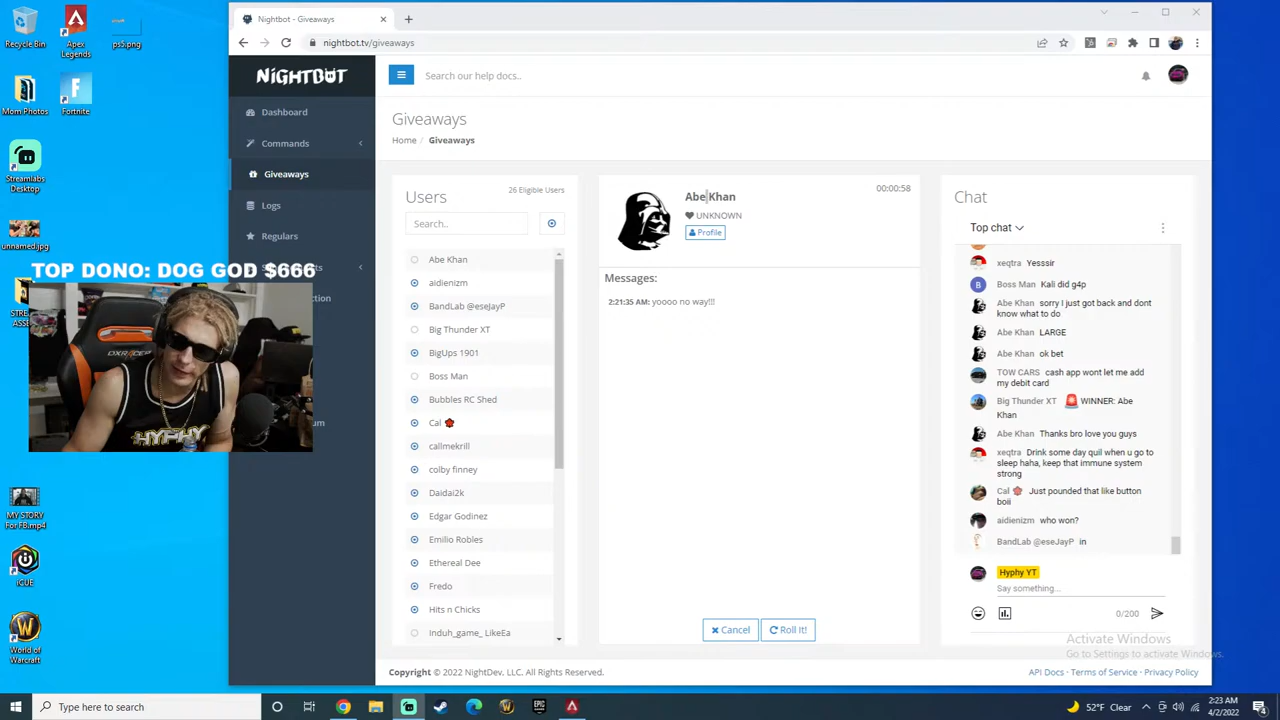 Recycle Bin
Apex
Legends
ps5.png
Mom Photos
Fortnite
Streamlabs
Desktop
unnamed.jpg
MY STORY
For FB.mp4
iCUE
World of
Warcraft
Nightbot - Giveaways
nightbot.tv/giveaways
NIGHTBOT
Search our help docs..
Dashboard
Commands
Giveaways
Logs
Regulars
TOP DONO: DOG GOD $666
DXRACER
HYPHY
Giveaways
Home / Giveaways
Users
26 Eligible Users
Search..
Abe Khan
aidienizm
BandLab @eseJayP
Big Thunder XT
BigUps 1901
Boss Man
Bubbles RC Shed
Cal
callmekrill
colby finney
Daidai2k
Edgar Godinez
Emilio Robles
Ethereal Dee
Fredo
Hits n Chicks
Induh_game_ LikeEa
Abe Khan
00:00:58
UNKNOWN
Profile
Messages:
2:21:35 AM: yoooo no way!!!
Cancel
Roll It!
Chat
Top chat
xeqtra Yesssir
B Boss Man Kali did g4p
Abe Khan sorry I just got back and dont
know what to do
Abe Khan LARGE
Abe Khan ok bet
TOW CARS cash app wont let me add
my debit card
Big Thunder XT 🚨 WINNER: Abe
Khan
Abe Khan Thanks bro love you guys
xeqtra Drink some day quil when u go to
sleep haha, keep that immune system
strong
Cal Just pounded that like button
boii
aidienizm who won?
BandLab @eseJayP in
Hyphy YT
Say something...
0/200
Activate Windows
Go to Settings to activate Windows.
Copyright © 2022 NightDev, LLC. All Rights Reserved.
API Docs · Terms of Service · Privacy Policy
Type here to search
52°F Clear
2:23 AM
4/2/2022
4